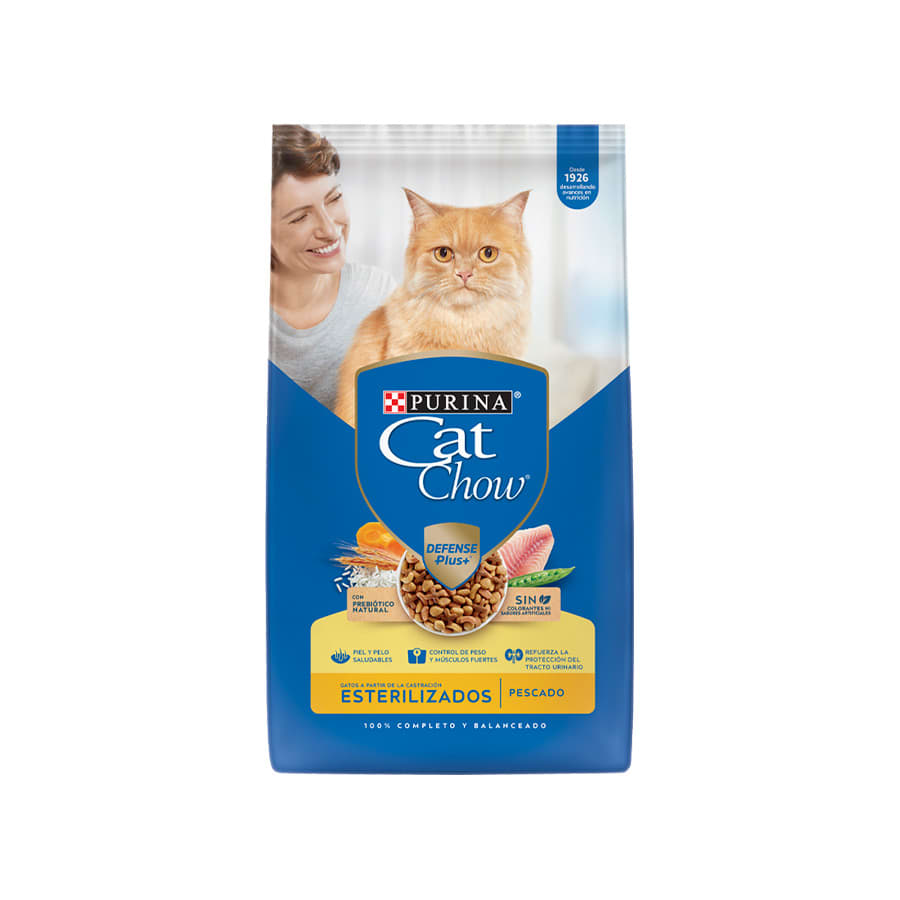 Desde
1926
desarrollando
avances en
nutrición
PURINA®
Cat
Chow®
DEFENSE
Plus+
CON
PREBIÓTICO
NATURAL
SIN
COLORANTES NI
SABORES ARTIFICIALES
PIEL Y PELO
SALUDABLES
CONTROL DE PESO
Y MÚSCULOS FUERTES
REFUERZA LA
PROTECCIÓN DEL
TRACTO URINARIO
GATOS A PARTIR DE LA CASTRACIÓN
ESTERILIZADOS
PESCADO
100% COMPLETO Y BALANCEADO